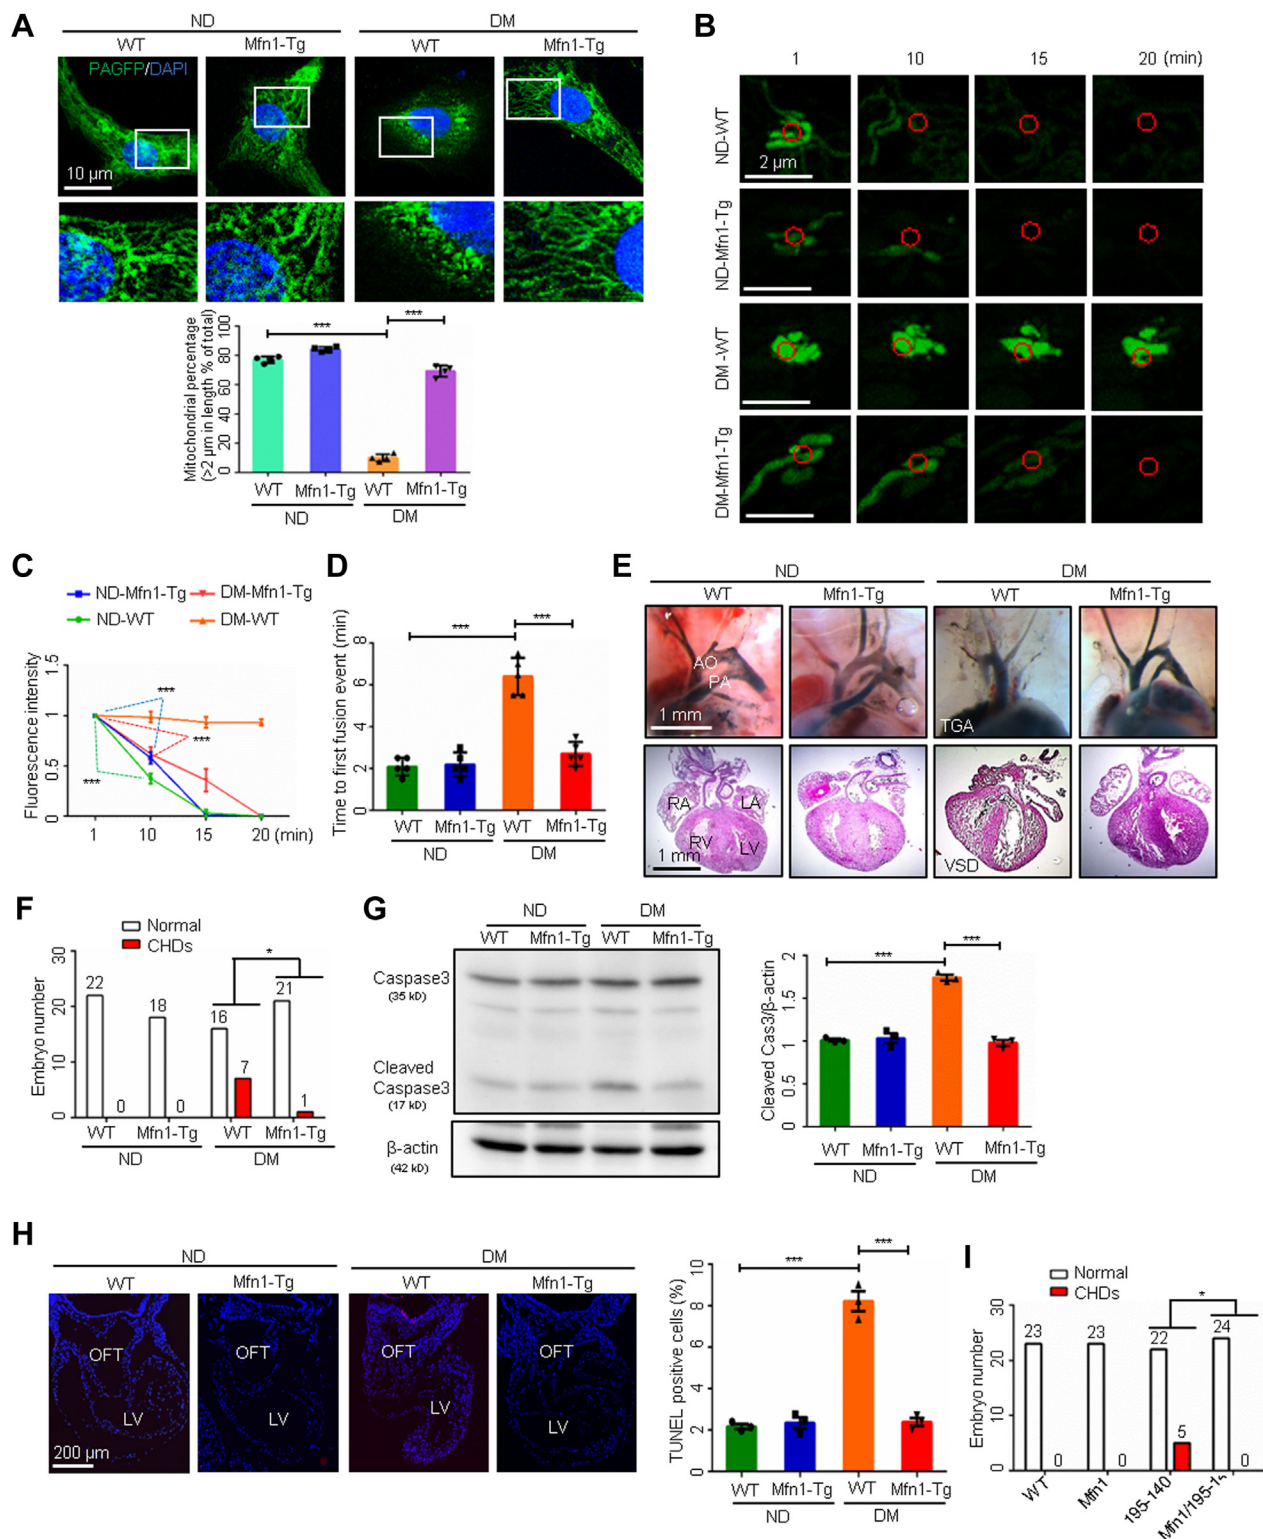 A
ND DM
WT Mfn1-Tg WT Mfn1-Tg
PAGFP/DAPI
10 µm
Mitochondrial percentage
(>2 µm in length % of total)
100
80
60
40
20
0
*** ***
WT Mfn1-Tg WT Mfn1-Tg
ND DM
B
1 10 15 20 (min)
ND-WT
2 µm
ND-Mfn1-Tg
DM -WT
DM-Mfn1-Tg
C
ND-Mfn1-Tg DM-Mfn1-Tg
ND-WT DM-WT
Fluorescence intensity
1.5
1
0.5
0
***
***
***
1 10 15 20 (min)
D
Time to first fusion event (min)
8
6
4
2
0
*** ***
WT Mfn1-Tg WT Mfn1-Tg
ND DM
E
ND DM
WT Mfn1-Tg WT Mfn1-Tg
AO
PA
1 mm
TGA
RA LA
RV LV
1 mm
VSD
F
Normal
CHDs
Embryo number
30
20
10
0
*
22 0 18 0 16 7 21 1
WT Mfn1-Tg WT Mfn1-Tg
ND DM
G
ND DM
WT Mfn1-Tg WT Mfn1-Tg
Caspase3
(35 kD)
Cleaved
Caspase3
(17 kD)
β-actin
(42 kD)
Cleaved Cas3/β-actin
2
1.5
1
0.5
0
*** ***
WT Mfn1-Tg WT Mfn1-Tg
ND DM
H
ND DM
WT Mfn1-Tg WT Mfn1-Tg
OFT OFT OFT OFT
LV LV LV LV
200 µm
TUNEL positive cells (%)
10
8
6
4
2
0
*** ***
WT Mfn1-Tg WT Mfn1-Tg
ND DM
I
Normal
CHDs
Embryo number
30
20
10
0
*
23 0 23 0 22 5 24 0
WT Mfn1 195-140 Mfn1/195-1